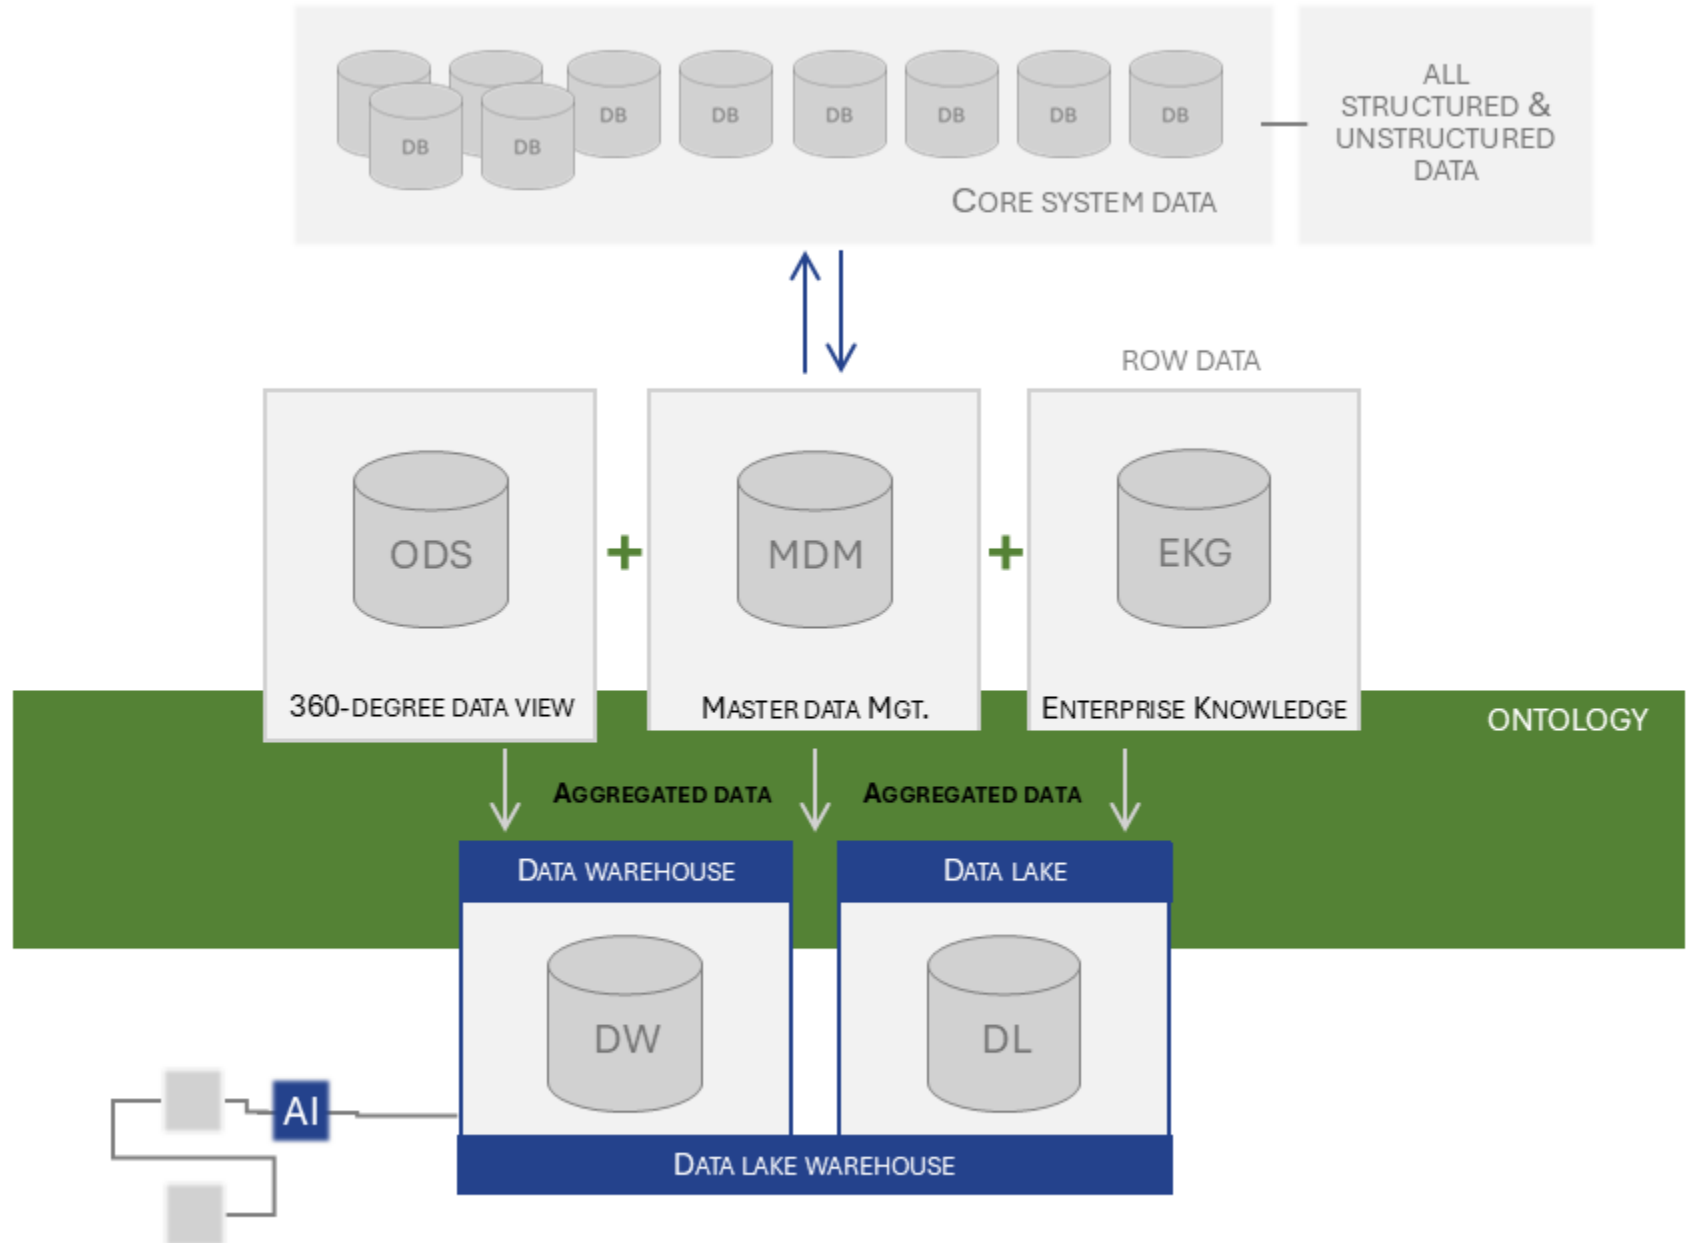 DB
DB
DB
DB
DB
DB
DB
DB
CORE SYSTEM DATA
ALL
STRUCTURED &
UNSTRUCTURED
DATA
ROW DATA
ODS
+
MDM
+
EKG
360-DEGREE DATA VIEW
MASTER DATA MGT.
ENTERPRISE KNOWLEDGE
ONTOLOGY
AGGREGATED DATA
AGGREGATED DATA
DATA WAREHOUSE
DATA LAKE
DW
DL
AI
DATA LAKE WAREHOUSE